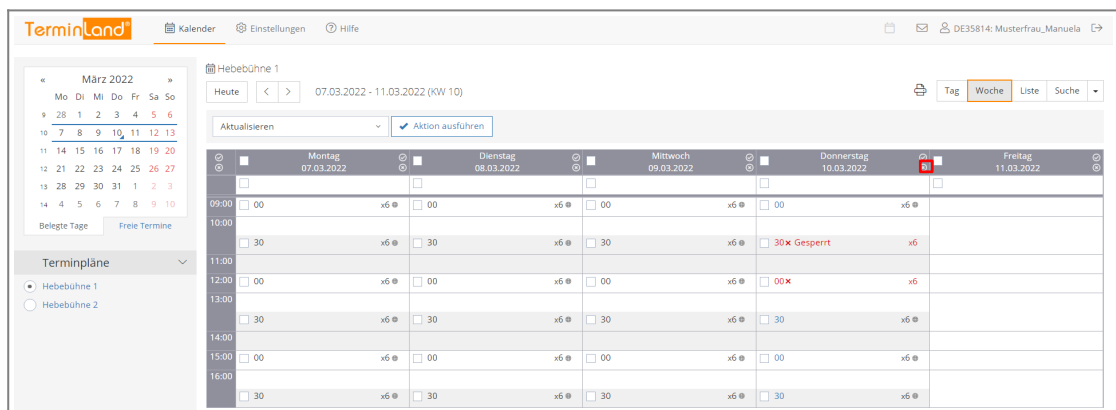 Terminland®
Kalender Einstellungen Hilfe DE35814: Musterfrau_Manuela
« März 2022 »
Mo Di Mi Do Fr Sa So
9 28 1 2 3 4 5 6
10 7 8 9 10 11 12 13
11 14 15 16 17 18 19 20
12 21 22 23 24 25 26 27
13 28 29 30 31 1 2 3
14 4 5 6 7 8 9 10
Belegte Tage Freie Termine
Terminpläne
Hebebühne 1
Hebebühne 2
Hebebühne 1
Heute < > 07.03.2022 - 11.03.2022 (KW 10) Tag Woche Liste Suche
Aktualisieren Aktion ausführen
Montag Dienstag Mittwoch Donnerstag Freitag
07.03.2022 08.03.2022 09.03.2022 10.03.2022 11.03.2022
09:00 00 x6 00 x6 00 x6 00 x6
10:00
30 x6 30 x6 30 x6 30 x Gesperrt x6
11:00
12:00 00 x6 00 x6 00 x6 00 x x6
13:00
30 x6 30 x6 30 x6 30 x6
14:00
15:00 00 x6 00 x6 00 x6 00 x6
16:00
30 x6 30 x6 30 x6 30 x6